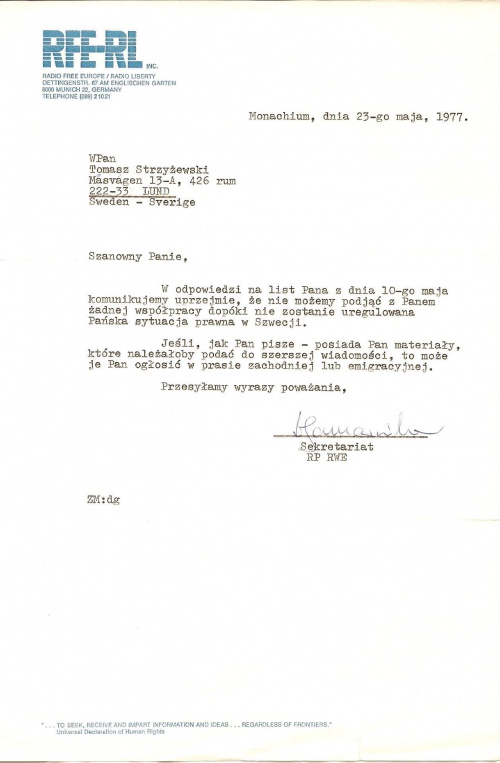 RFE-RL INC.
RADIO FREE EUROPE / RADIO LIBERTY
OETTINGENSTR. 67 AM ENGLISCHEN GARTEN
8000 MUNICH 22, GERMANY
TELEPHONE (089) 21021
Monachium, dnia 23-go maja, 1977.
WPan
Tomasz Strzyżewski
Måsvägen 13-A, 426 rum
222-33 LUND
Sweden - Sverige
Szanowny Panie,
W odpowiedzi na list Pana z dnia 10-go maja
komunikujemy uprzejmie, że nie możemy podjąć z Panem
żadnej współpracy dopóki nie zostanie uregulowana
Pańska sytuacja prawna w Szwecji.
Jeśli, jak Pan pisze - posiada Pan materiały,
które należałoby podać do szerszej wiadomości, to może
je Pan ogłosić w prasie zachodniej lub emigracyjnej.
Przesyłamy wyrazy poważania,
Sekretariat
RP RWE
ZM:dg
"... TO SEEK, RECEIVE AND IMPART INFORMATION AND IDEAS ... REGARDLESS OF FRONTIERS."
Universal Declaration of Human Rights